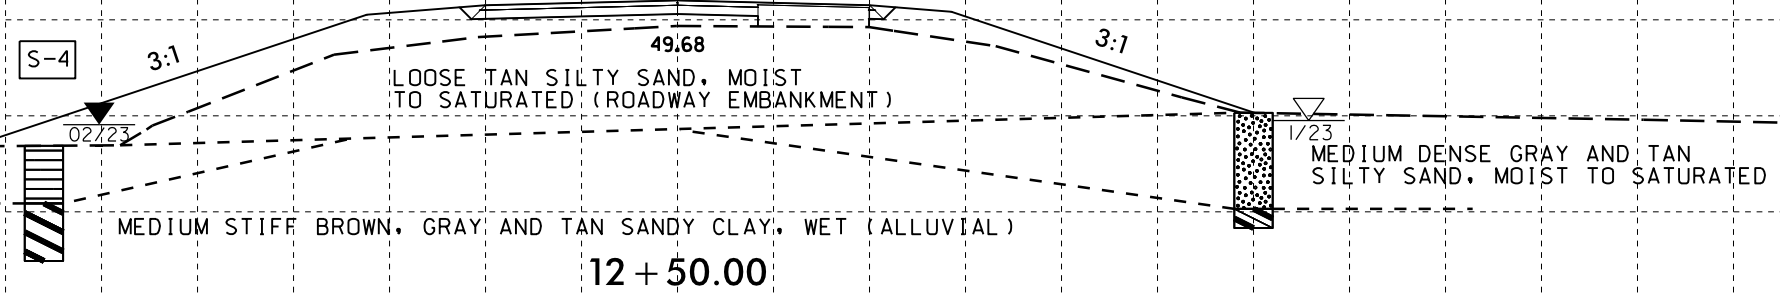 S-4
3:1
49.68
3:1
LOOSE TAN SILTY SAND, MOIST
TO SATURATED (ROADWAY EMBANKMENT)
02/23
1/23
MEDIUM DENSE GRAY AND TAN
SILTY SAND, MOIST TO SATURATED
MEDIUM STIFF BROWN, GRAY AND TAN SANDY CLAY, WET (ALLUVIAL)
12+50.00